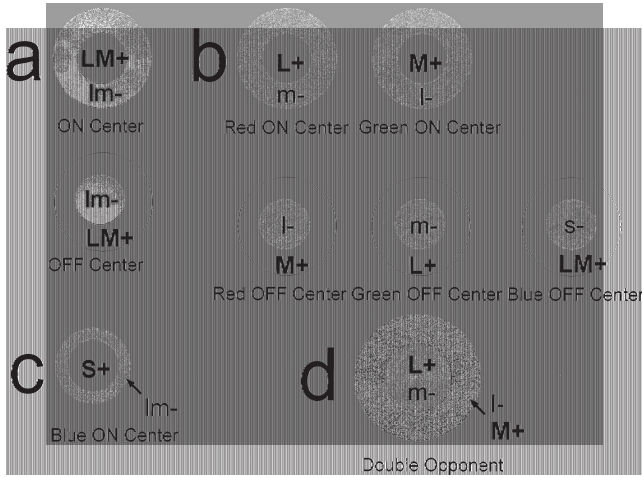 a
LM+
lm-
ON Center
b
L+
m-
Red ON Center
M+
l-
Green ON Center
lm-
LM+
OFF Center
l-
M+
Red OFF Center
m-
L+
Green OFF Center
s-
LM+
Blue OFF Center
c
S+
lm-
Blue ON Center
d
L+
m-
l-
M+
Double Opponent